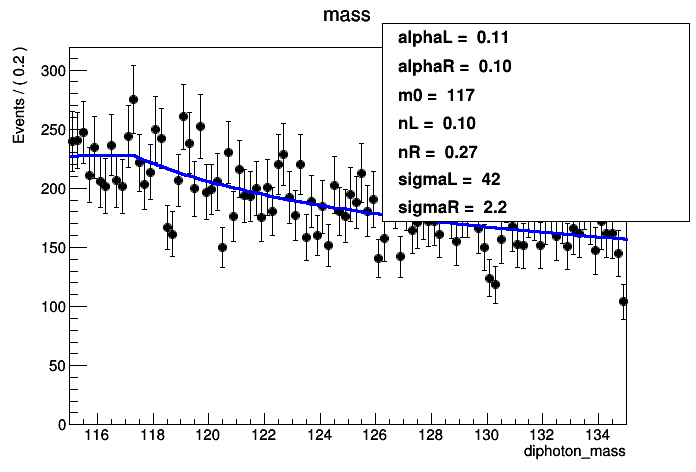 mass
Events / ( 0.2 )
300
250
200
150
100
50
0
alphaL = 0.11
alphaR = 0.10
m0 = 117
nL = 0.10
nR = 0.27
sigmaL = 42
sigmaR = 2.2
116 118 120 122 124 126 128 130 132 134
diphoton_mass